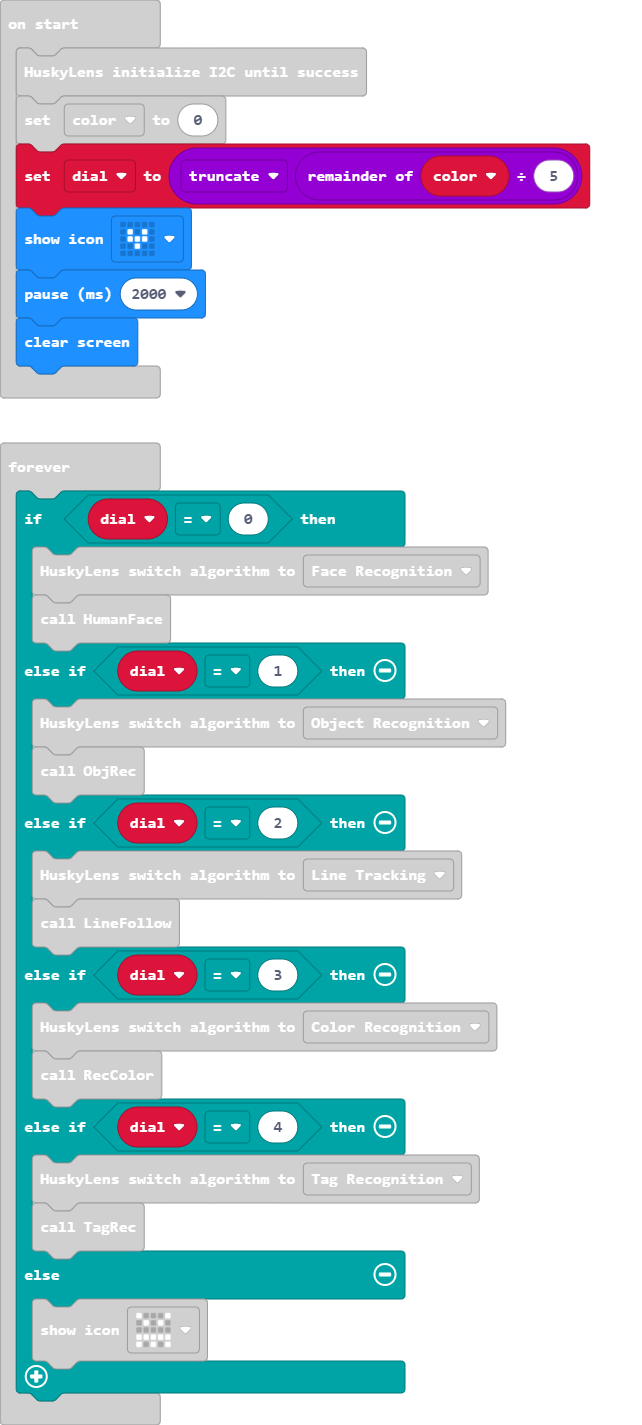 on start
HuskyLens initialize I2C until success
set color to 0
set dial to truncate remainder of color ÷ 5
show icon
pause (ms) 2000
clear screen
forever
if dial = 0 then
HuskyLens switch algorithm to Face Recognition
call HumanFace
else if dial = 1 then
HuskyLens switch algorithm to Object Recognition
call ObjRec
else if dial = 2 then
HuskyLens switch algorithm to Line Tracking
call LineFollow
else if dial = 3 then
HuskyLens switch algorithm to Color Recognition
call RecColor
else if dial = 4 then
HuskyLens switch algorithm to Tag Recognition
call TagRec
else
show icon